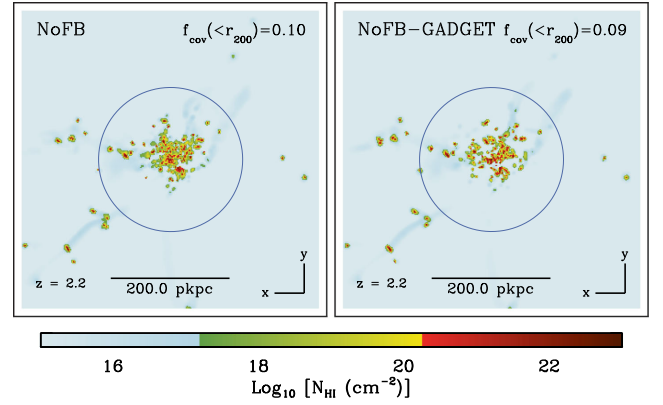 NoFB f_cov(<r_200)=0.10
NoFB-GADGET f_cov(<r_200)=0.09
y
z = 2.2 200.0 pkpc x
y
z = 2.2 200.0 pkpc x
16 18 20 22
Log_10 [N_HI (cm^-2)]